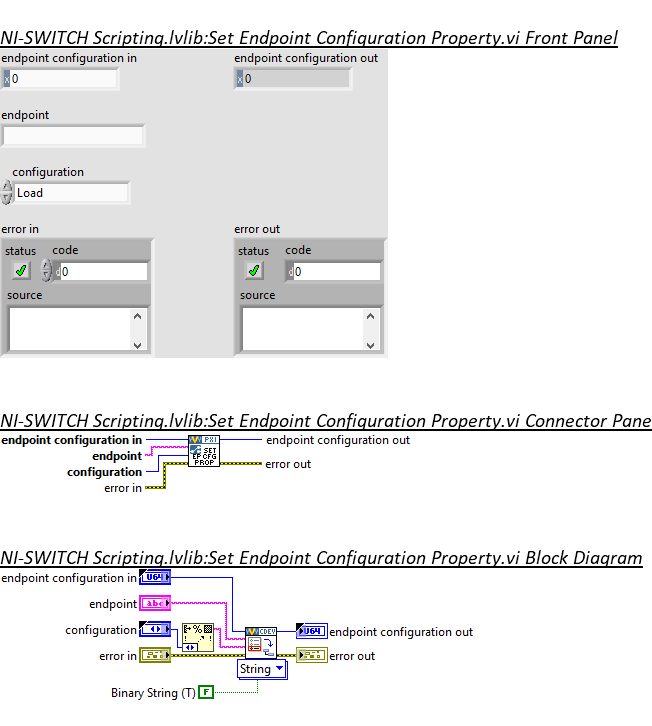 NI-SWITCH Scripting.lvlib:Set Endpoint Configuration Property.vi Front Panel
endpoint configuration in endpoint configuration out
x 0 x 0
endpoint
configuration
Load
error in error out
status code status code
d 0 d 0
source source
NI-SWITCH Scripting.lvlib:Set Endpoint Configuration Property.vi Connector Pane
endpoint configuration in PXI endpoint configuration out
endpoint SET
configuration EP CFG
PROP error out
error in
NI-SWITCH Scripting.lvlib:Set Endpoint Configuration Property.vi Block Diagram
endpoint configuration in U64
endpoint abc
configuration CDEV U64 endpoint configuration out
error in error out
String
Binary String (T) F